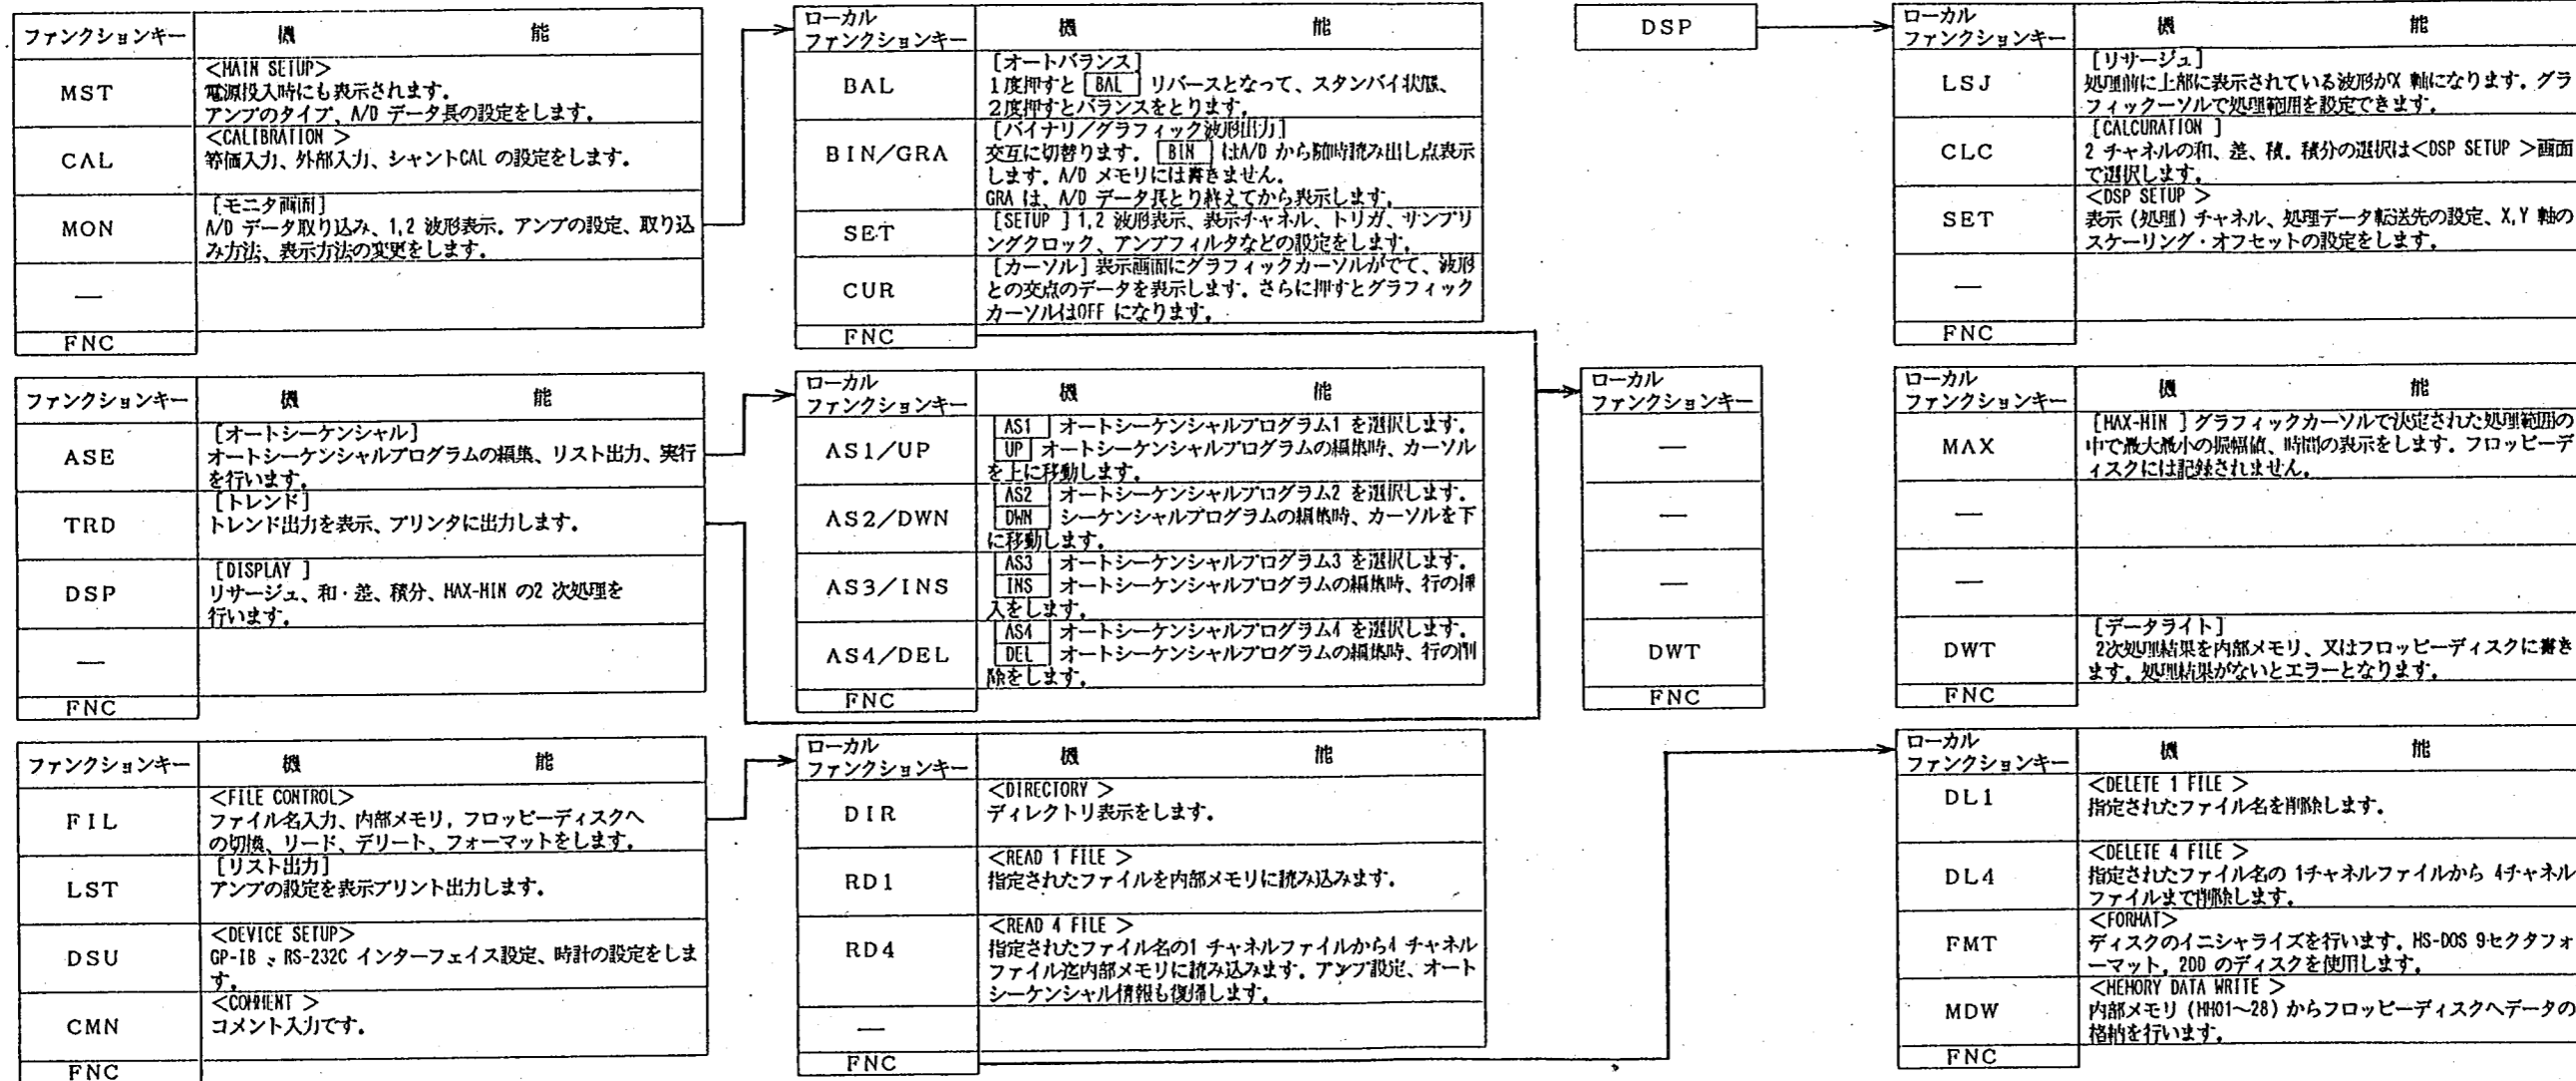 ファンクションキー 機 能
MST
<MAIN SETUP>
電源投入時にも表示されます。
アンプのタイプ、A/D データ長の設定をします。
CAL
<CALIBRATION >
等価入力、外部入力、シャントCAL の設定をします。
MON
[モニタ画面]
A/D データ取り込み、1,2 波形表示。アンプの設定、取り込
み方法、表示方法の変更をします。
—
FNC
ローカル
ファンクションキー 機 能
BAL
[オートバランス]
1度押すと BAL リバースとなって、スタンバイ状態、
2度押すとバランスをとります。
BIN/GRA
[バイナリ/グラフィック波形出力]
交互に切替ります。 BIN はA/D から随時読み出し点表示
します。A/D メモリには書きません。
GRA は、A/D データ長とり終えてから表示します。
SET
[SETUP ] 1,2 波形表示、表示チャネル、トリガ、サンプリ
ングクロック、アンプフィルタなどの設定をします。
CUR
[カーソル] 表示画面にグラフィックカーソルがでて、波形
との交点のデータを表示します。さらに押すとグラフィック
カーソルはOFF になります。
FNC
DSP
ローカル
ファンクションキー 機 能
LSJ
[リサージュ]
処理前に上部に表示されている波形がX 軸になります。グラ
フィックーソルで処理範囲を設定できます。
CLC
[CALCURATION ]
2 チャネルの和、差、積。積分の選択は<DSP SETUP >画面
で選択します。
SET
<DSP SETUP >
表示(処理)チャネル、処理データ転送先の設定、X,Y 軸の
スケーリング・オフセットの設定をします。
—
FNC
ファンクションキー 機 能
ASE
[オートシーケンシャル]
オートシーケンシャルプログラムの編集、リスト出力、実行
を行います。
TRD
[トレンド]
トレンド出力を表示、プリンタに出力します。
DSP
[DISPLAY ]
リサージュ、和・差、積分、MAX-MIN の2 次処理を
行います。
—
FNC
ローカル
ファンクションキー 機 能
AS1/UP
AS1 オートシーケンシャルプログラム1 を選択します。
UP オートシーケンシャルプログラムの編集時、カーソル
を上に移動します。
AS2/DWN
AS2 オートシーケンシャルプログラム2 を選択します。
DWN シーケンシャルプログラムの編集時、カーソルを下
に移動します。
AS3/INS
AS3 オートシーケンシャルプログラム3 を選択します。
INS オートシーケンシャルプログラムの編集時、行の挿
入をします。
AS4/DEL
AS4 オートシーケンシャルプログラム4 を選択します。
DEL オートシーケンシャルプログラムの編集時、行の削
除をします。
FNC
ローカル
ファンクションキー
—
—
—
DWT
FNC
ローカル
ファンクションキー 機 能
MAX
[MAX-MIN ] グラフィックカーソルで決定された処理範囲の
中で最大最小の振幅値、時間の表示をします。フロッピーデ
ィスクには記録されません。
—
—
DWT
[データライト]
2次処理結果を内部メモリ、又はフロッピーディスクに書き
ます。処理結果がないとエラーとなります。
FNC
ファンクションキー 機 能
FIL
<FILE CONTROL>
ファイル名入力、内部メモリ，フロッピーディスクへ
の切換、リード、デリート、フォーマットをします。
LST
[リスト出力]
アンプの設定を表示プリント出力します。
DSU
<DEVICE SETUP>
GP-IB 、RS-232C インターフェイス設定、時計の設定をしま
す。
CMN
<COMMENT >
コメント入力です。
FNC
ローカル
ファンクションキー 機 能
DIR
<DIRECTORY >
ディレクトリ表示をします。
RD1
<READ 1 FILE >
指定されたファイルを内部メモリに読み込みます。
RD4
<READ 4 FILE >
指定されたファイル名の1 チャネルファイルから4 チャネル
ファイル迄内部メモリに読み込みます。アンプ設定、オート
シーケンシャル情報も復帰します。
—
FNC
ローカル
ファンクションキー 機 能
DL1
<DELETE 1 FILE >
指定されたファイル名を削除します。
DL4
<DELETE 4 FILE >
指定されたファイル名の 1チャネルファイルから 4チャネル
ファイルまで削除します。
FMT
<FORMAT>
ディスクのイニシャライズを行います。MS-DOS 9セクタフォ
ーマット，2DD のディスクを使用します。
MDW
<MEMORY DATA WRITE >
内部メモリ (MM01～28) からフロッピーディスクへデータの
格納を行います。
FNC